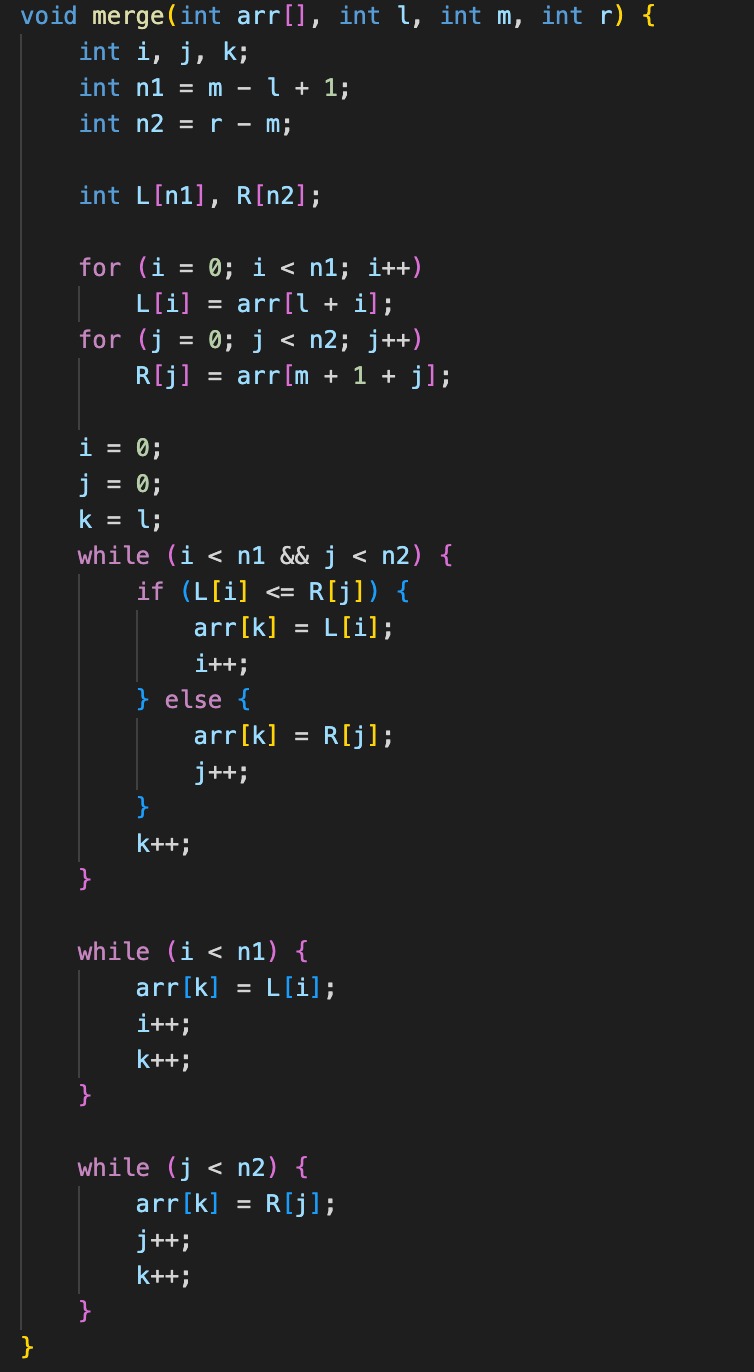 void merge(int arr[], int l, int m, int r) {
    int i, j, k;
    int n1 = m - l + 1;
    int n2 = r - m;

    int L[n1], R[n2];

    for (i = 0; i < n1; i++)
        L[i] = arr[l + i];
    for (j = 0; j < n2; j++)
        R[j] = arr[m + 1 + j];

    i = 0;
    j = 0;
    k = l;
    while (i < n1 && j < n2) {
        if (L[i] <= R[j]) {
            arr[k] = L[i];
            i++;
        } else {
            arr[k] = R[j];
            j++;
        }
        k++;
    }

    while (i < n1) {
        arr[k] = L[i];
        i++;
        k++;
    }

    while (j < n2) {
        arr[k] = R[j];
        j++;
        k++;
    }
}